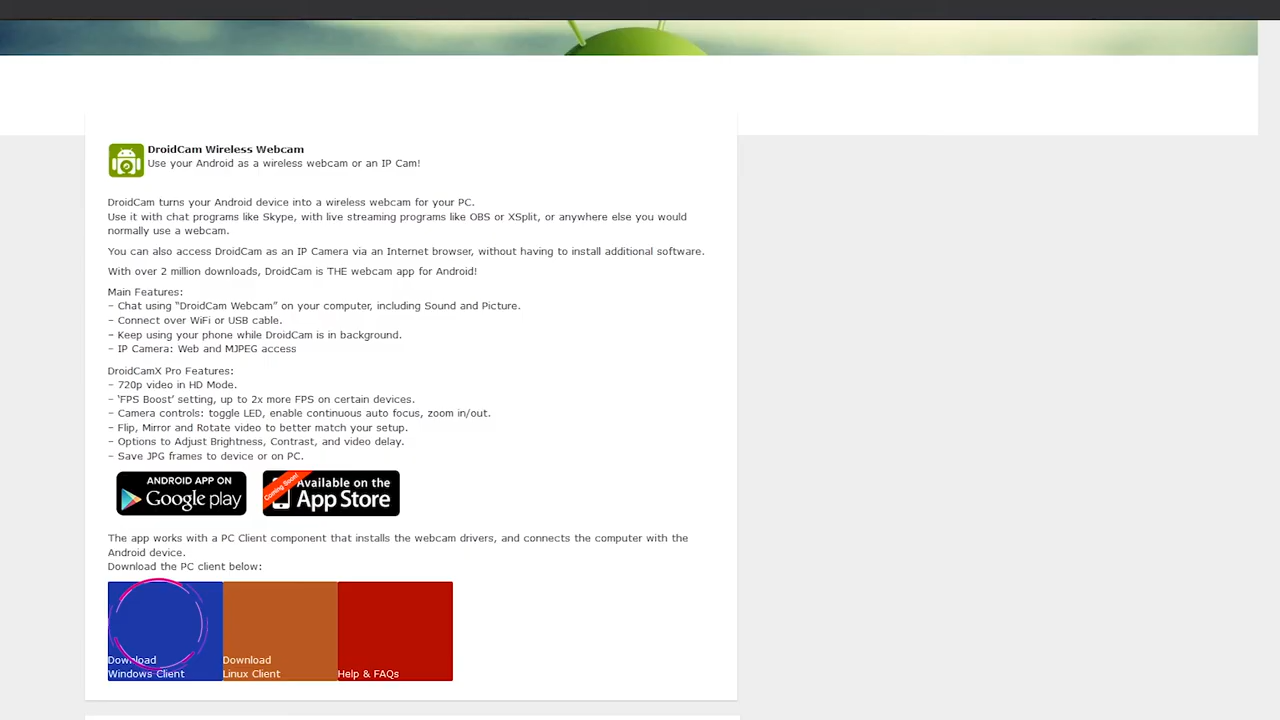 DroidCam Wireless Webcam
Use your Android as a wireless webcam or an IP Cam!
DroidCam turns your Android device into a wireless webcam for your PC.
Use it with chat programs like Skype, with live streaming programs like OBS or XSplit, or anywhere else you would
normally use a webcam.
You can also access DroidCam as an IP Camera via an Internet browser, without having to install additional software.
With over 2 million downloads, DroidCam is THE webcam app for Android!
Main Features:
– Chat using “DroidCam Webcam” on your computer, including Sound and Picture.
– Connect over WiFi or USB cable.
– Keep using your phone while DroidCam is in background.
– IP Camera: Web and MJPEG access
DroidCamX Pro Features:
– 720p video in HD Mode.
– ‘FPS Boost’ setting, up to 2x more FPS on certain devices.
– Camera controls: toggle LED, enable continuous auto focus, zoom in/out.
– Flip, Mirror and Rotate video to better match your setup.
– Options to Adjust Brightness, Contrast, and video delay.
– Save JPG frames to device or on PC.
ANDROID APP ON
Google play
Coming Soon!
Available on the
App Store
The app works with a PC Client component that installs the webcam drivers, and connects the computer with the
Android device.
Download the PC client below:
Download
Windows Client
Download
Linux Client
Help & FAQs